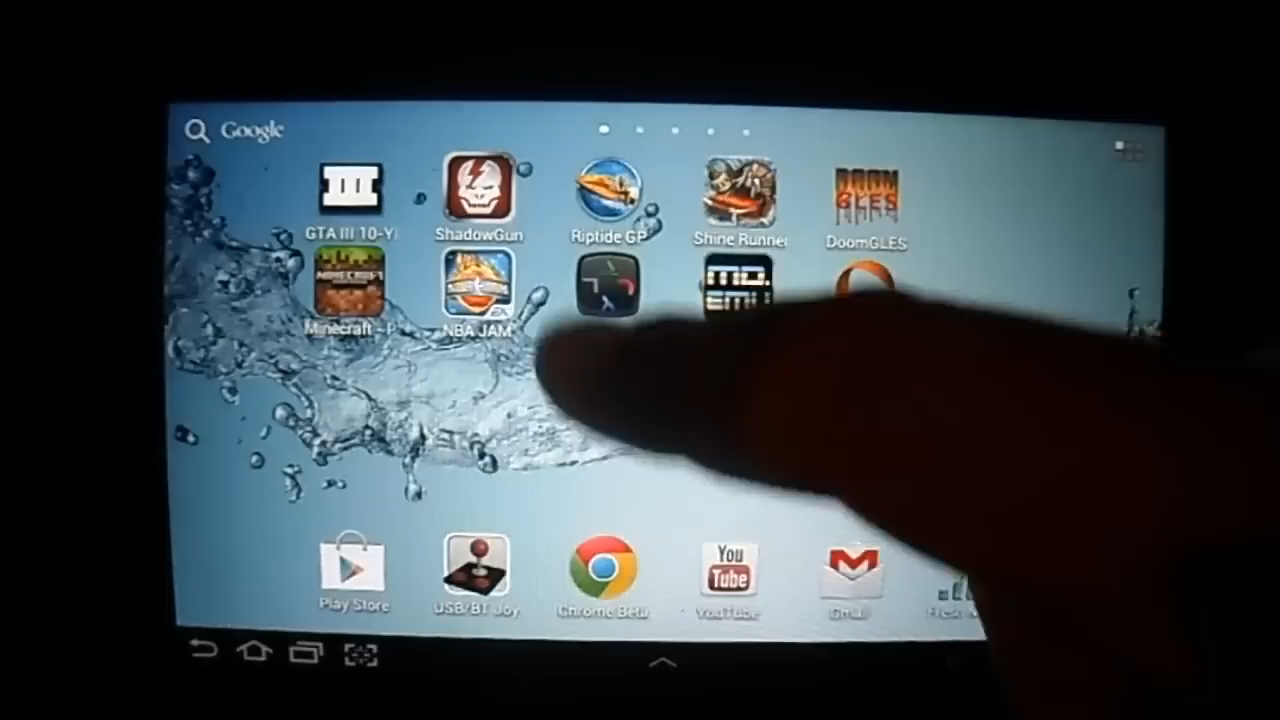 Google
GTA III 10-Y
ShadowGun
Riptide GP
Shine Runner
DOOM
GLES
DoomGLES
MINECRAFT
Minecraft - P
NBA JAM
EA
MD.
EMU
Play Store
USB/BT Joy
Chrome Beta
You
Tube
YouTube
Gmail